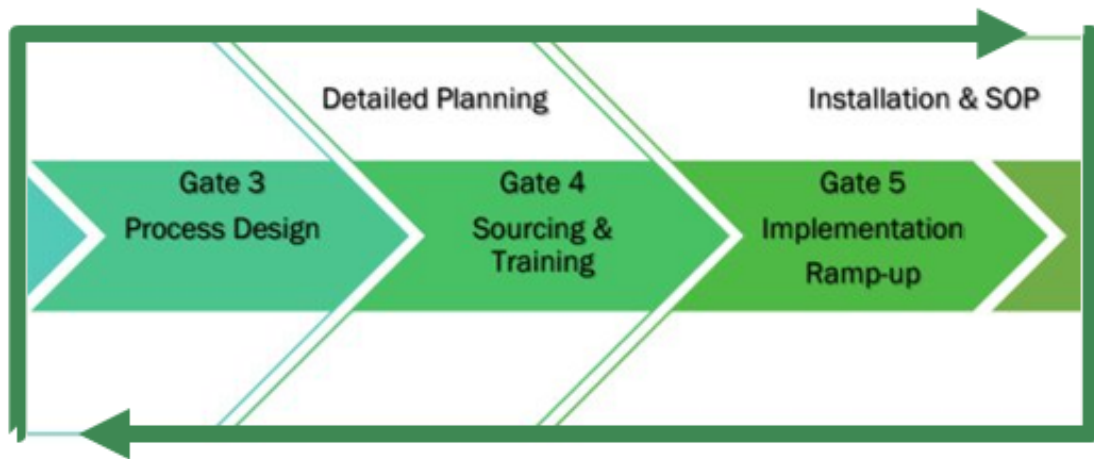 Detailed Planning
Installation & SOP
Gate 3
Process Design
Gate 4
Sourcing &
Training
Gate 5
Implementation
Ramp-up